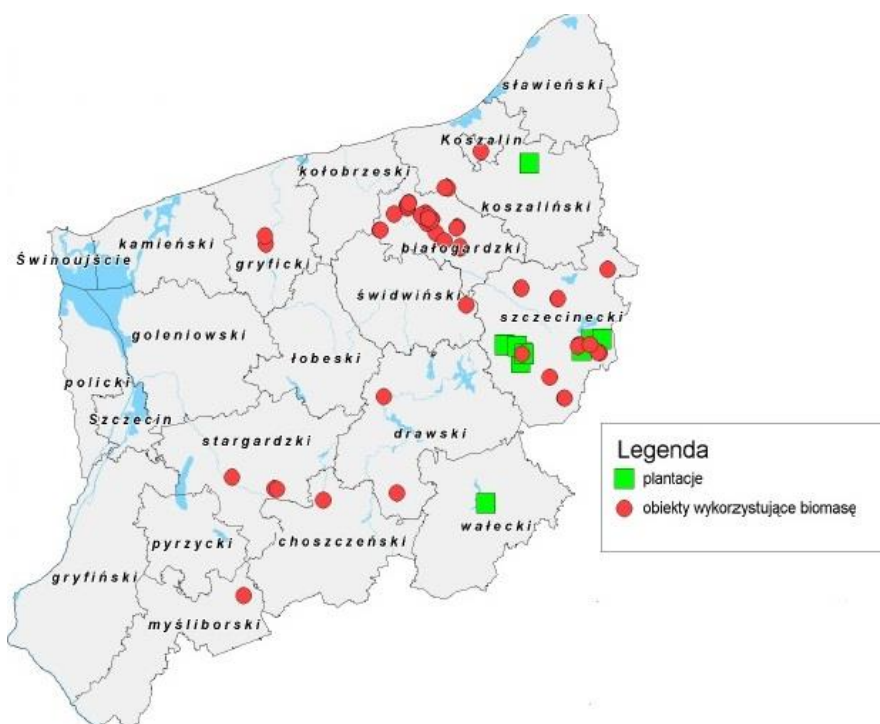 sławieński
Koszalin
kołobrzeski
koszaliński
kamieński
białogardzki
Świnoujście
gryficki
świdwiński
szczecinecki
goleniowski
łobeski
policki
Szczecin
stargardzki
drawski
wałecki
pyrzycki
choszczeński
gryfiński
myśliborski
Legenda
plantacje
obiekty wykorzystujące biomasę